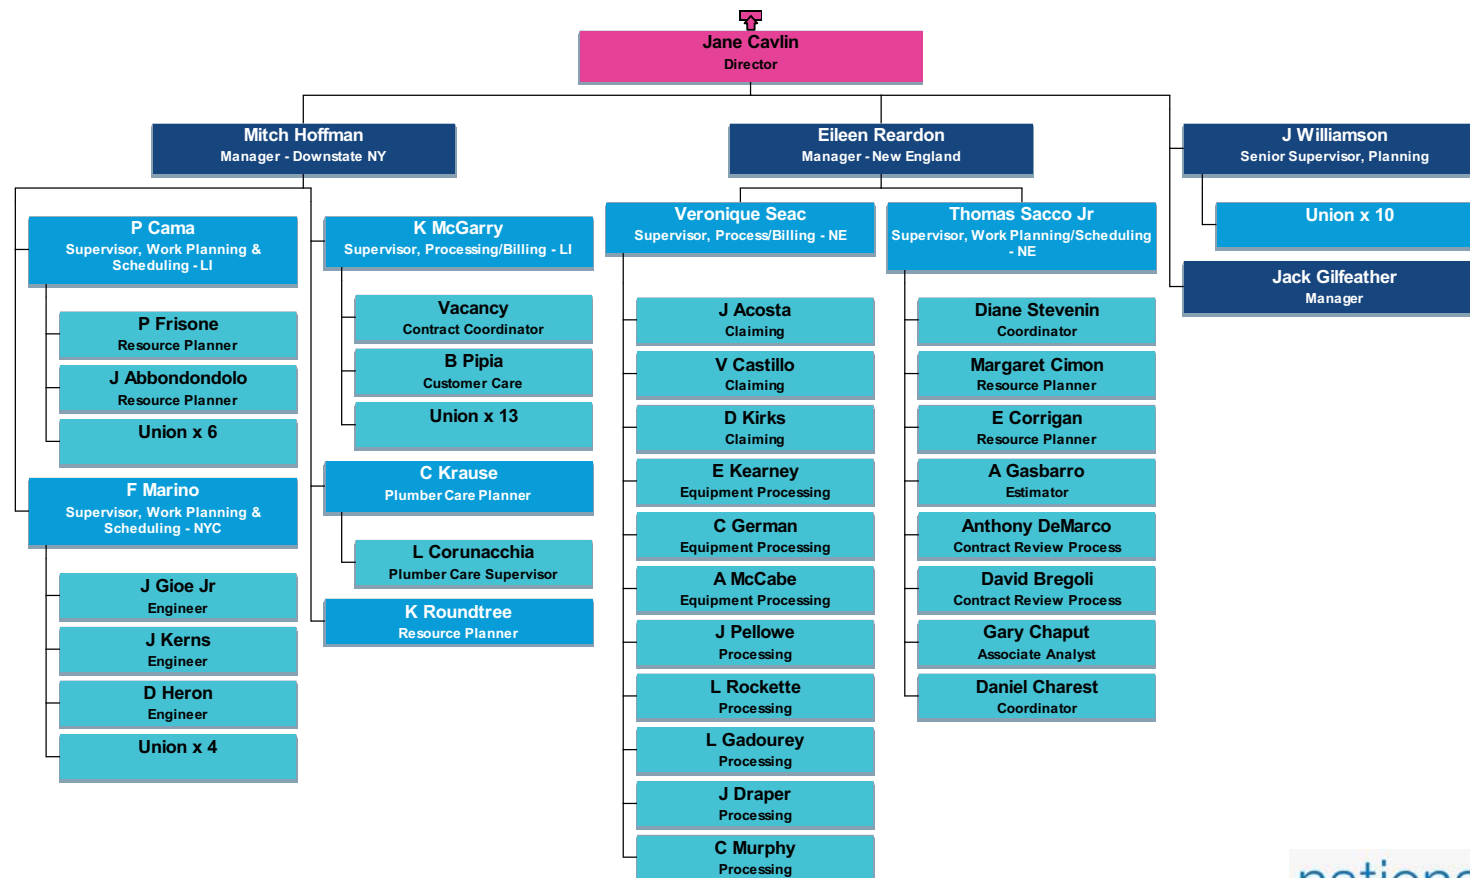 Jane Cavlin
Director
Mitch Hoffman
Manager - Downstate NY
Eileen Reardon
Manager - New England
J Williamson
Senior Supervisor, Planning
Union x 10
Jack Gilfeather
Manager
P Cama
Supervisor, Work Planning &
Scheduling - LI
P Frisone
Resource Planner
J Abbondondolo
Resource Planner
Union x 6
F Marino
Supervisor, Work Planning &
Scheduling - NYC
J Gioe Jr
Engineer
J Kerns
Engineer
D Heron
Engineer
Union x 4
K McGarry
Supervisor, Processing/Billing - LI
Vacancy
Contract Coordinator
B Pipia
Customer Care
Union x 13
C Krause
Plumber Care Planner
L Corunacchia
Plumber Care Supervisor
K Roundtree
Resource Planner
Veronique Seac
Supervisor, Process/Billing - NE
J Acosta
Claiming
V Castillo
Claiming
D Kirks
Claiming
E Kearney
Equipment Processing
C German
Equipment Processing
A McCabe
Equipment Processing
J Pellowe
Processing
L Rockette
Processing
L Gadourey
Processing
J Draper
Processing
C Murphy
Processing
Thomas Sacco Jr
Supervisor, Work Planning/Scheduling
- NE
Diane Stevenin
Coordinator
Margaret Cimon
Resource Planner
E Corrigan
Resource Planner
A Gasbarro
Estimator
Anthony DeMarco
Contract Review Process
David Bregoli
Contract Review Process
Gary Chaput
Associate Analyst
Daniel Charest
Coordinator